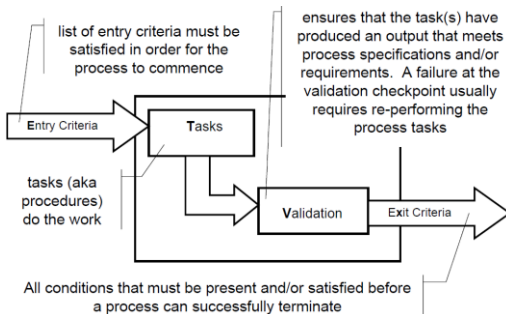 list of entry criteria must be
satisfied in order for the
process to commence
ensures that the task(s) have
produced an output that meets
process specifications and/or
requirements.  A failure at the
validation checkpoint usually
requires re-performing the
process tasks
Entry Criteria
Tasks
tasks (aka
procedures)
do the work
Validation
Exit Criteria
All conditions that must be present and/or satisfied before
a process can successfully terminate